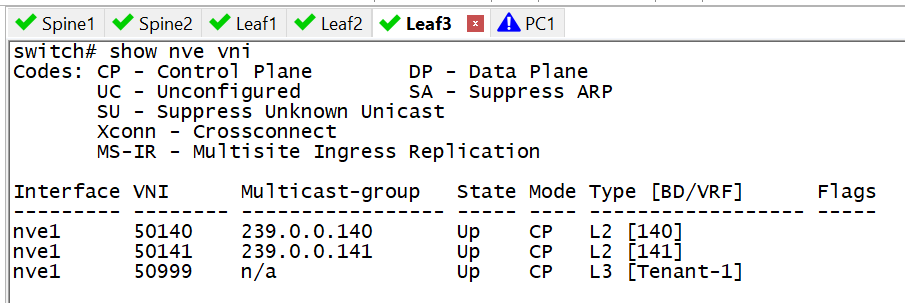 Spine1 Spine2 Leaf1 Leaf2 Leaf3 x PC1
switch# show nve vni
Codes: CP - Control Plane        DP - Data Plane
       UC - Unconfigured         SA - Suppress ARP
       SU - Suppress Unknown Unicast
       Xconn - Crossconnect
       MS-IR - Multisite Ingress Replication

Interface VNI      Multicast-group   State Mode Type [BD/VRF]      Flags
--------- -------- ----------------- ----- ---- ------------------ -----
nve1      50140    239.0.0.140       Up    CP   L2 [140]
nve1      50141    239.0.0.141       Up    CP   L2 [141]
nve1      50999    n/a               Up    CP   L3 [Tenant-1]